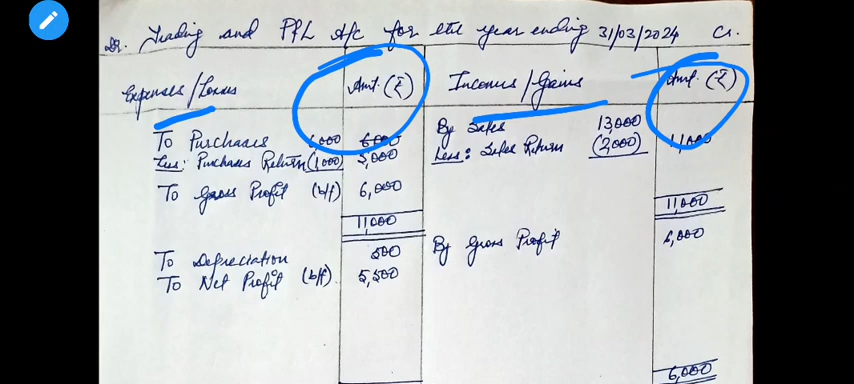 Dr. Trading and P/L A/c for the year ending 31/03/2024 Cr.
Expenses/Losses Amt. (₹) Incomes/Gains Amt. (₹)
To Purchases 6,000 6000 By Sales 13,000
Less: Purchases Return (1,000) 5,000 Less: Sales Return (2,000) 11,000
To Gross Profit (b/f) 6,000
11,000 11,000
To Depreciation 500 By Gross Profit 6,000
To Net Profit (b/f) 5,500
6,000